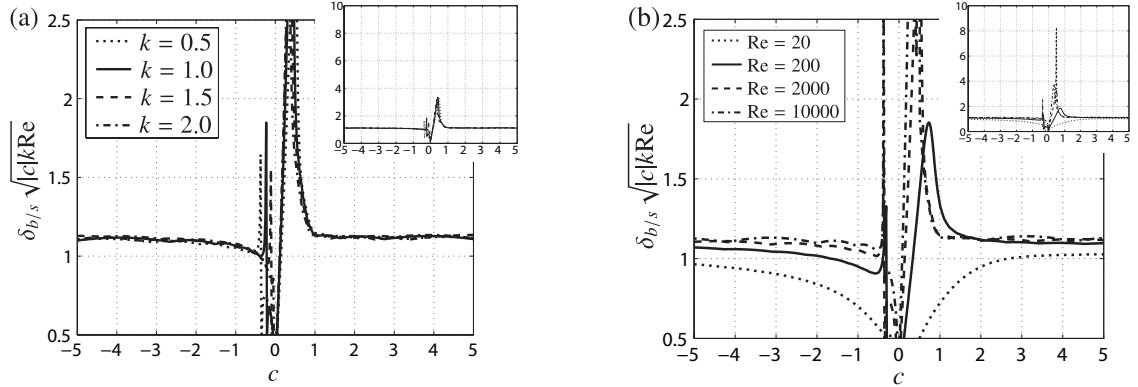 (a)
2.5
2
1.5
1
0.5
δ_{b/s} √|c|kRe
k = 0.5
k = 1.0
k = 1.5
k = 2.0
−5 −4 −3 −2 −1 0 1 2 3 4 5
c
10
8
6
4
2
0
−5 −4 −3 −2 −1 0 1 2 3 4 5
(b)
2.5
2
1.5
1
0.5
δ_{b/s} √|c|kRe
Re = 20
Re = 200
Re = 2000
Re = 10000
−5 −4 −3 −2 −1 0 1 2 3 4 5
c
10
8
6
4
2
0
−5 −4 −3 −2 −1 0 1 2 3 4 5